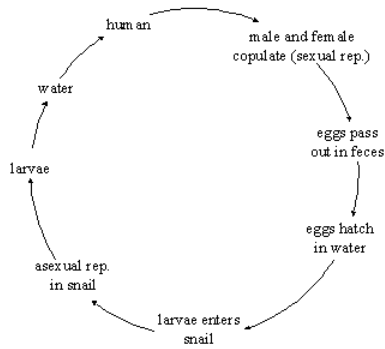 human
male and female
copulate (sexual rep.)
eggs pass
out in feces
eggs hatch
in water
larvae enters
snail
asexual rep.
in snail
larvae
water